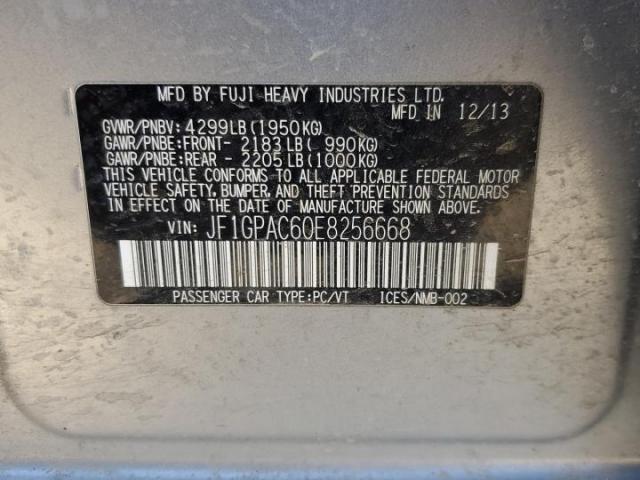 MFD BY FUJI HEAVY INDUSTRIES LTD.
MFD IN 12/13
GVWR/PNBV: 4299LB(1950KG)
GAWR/PNBE:FRONT- 2183LB( 990KG)
GAWR/PNBE:REAR - 2205LB(1000KG)
THIS VEHICLE CONFORMS TO ALL APPLICABLE FEDERAL MOTOR
VEHICLE SAFETY, BUMPER, AND THEFT PREVENTION STANDARDS
IN EFFECT ON THE DATE OF MANUFACTURE SHOWN ABOVE.
VIN: JF1GPAC60E8256668
PASSENGER CAR TYPE:PC/VT ICES/NMB-002